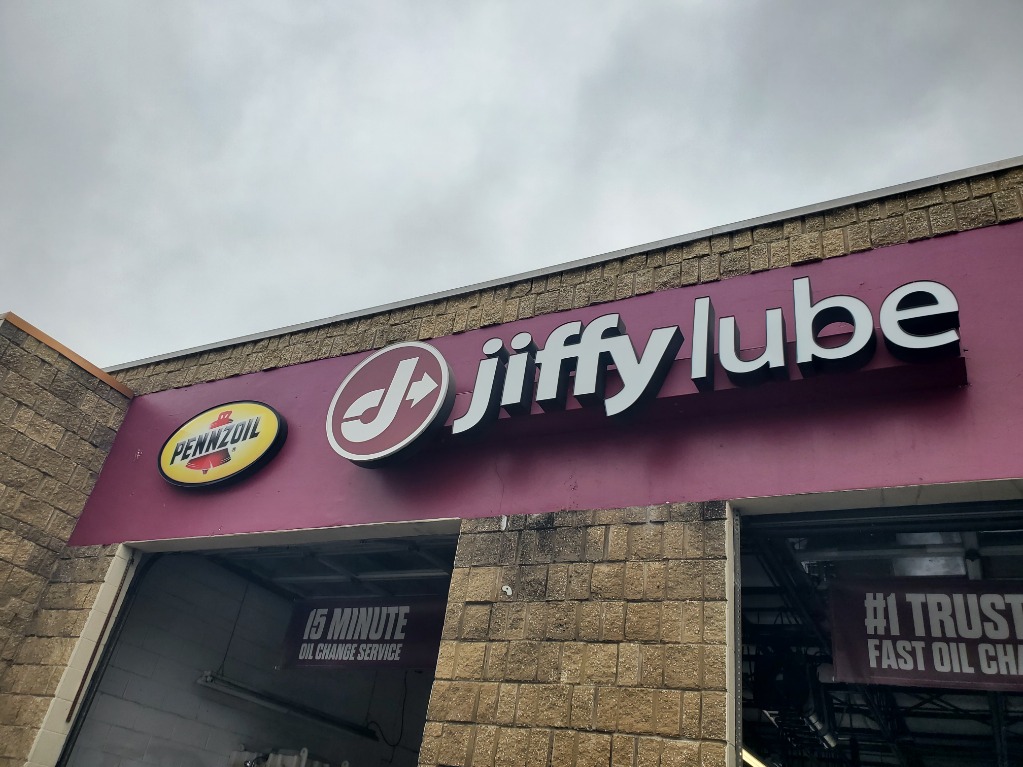 PENNZOIL
jiffy lube
15 MINUTE
OIL CHANGE SERVICE
#1 TRUST
FAST OIL CHA